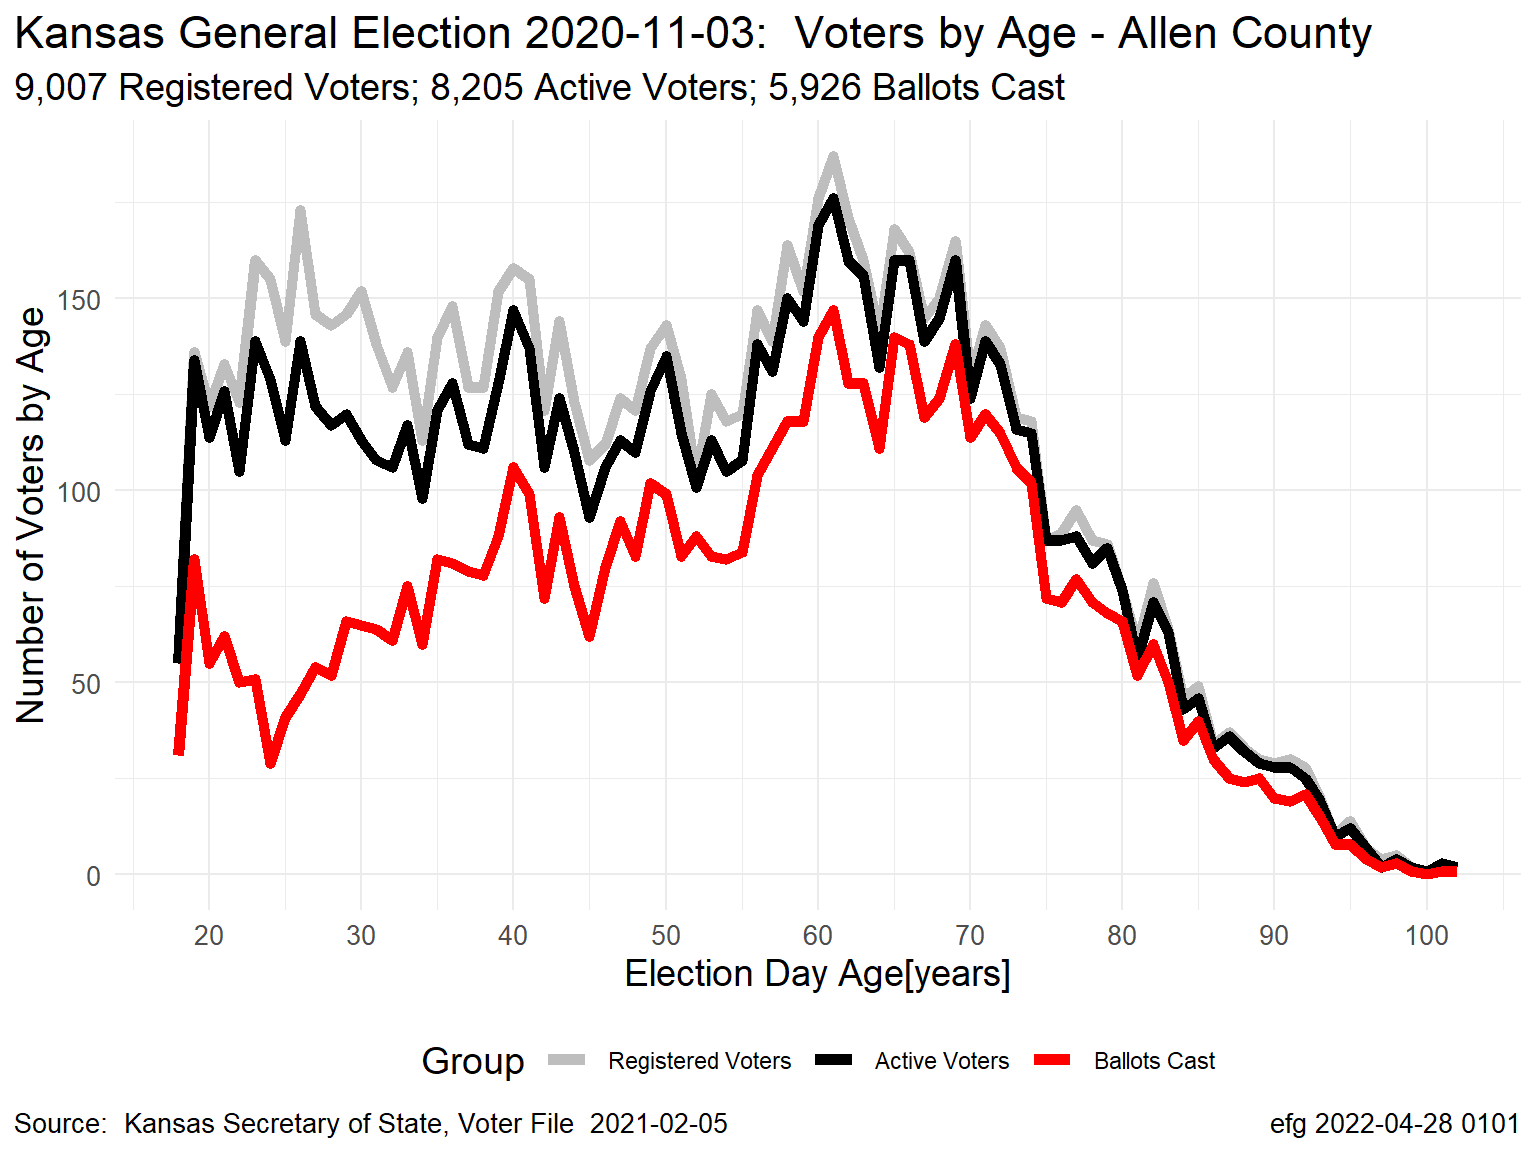 Kansas General Election 2020-11-03:  Voters by Age - Allen County
9,007 Registered Voters; 8,205 Active Voters; 5,926 Ballots Cast
Number of Voters by Age
150
100
50
0
20 30 40 50 60 70 80 90 100
Election Day Age[years]
Group Registered Voters Active Voters Ballots Cast
Source:  Kansas Secretary of State, Voter File  2021-02-05 efg 2022-04-28 0101